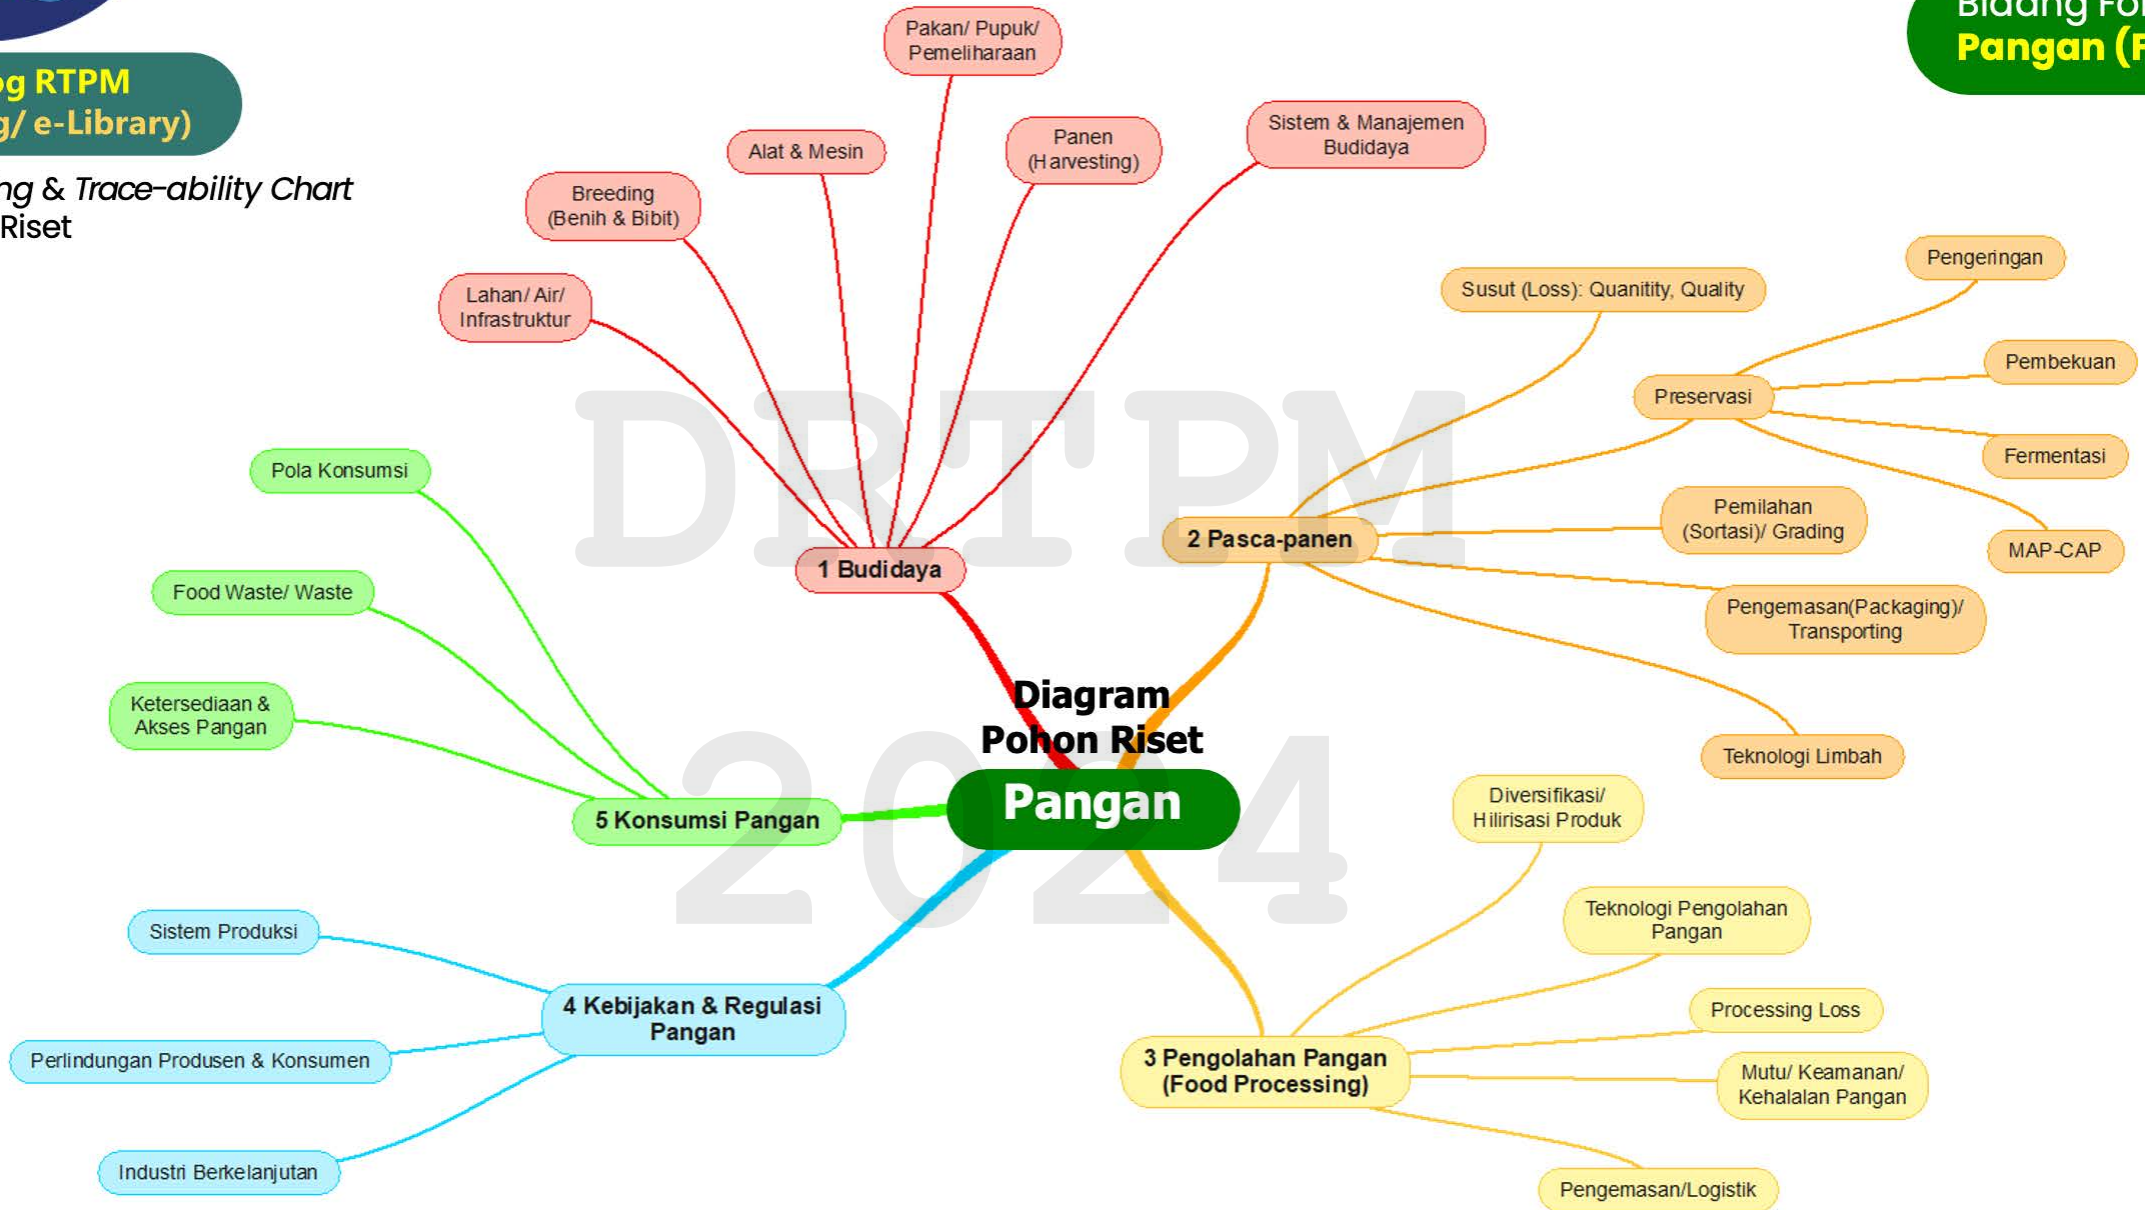 og RTPM
g/ e-Library)
ng & Trace-ability Chart
Riset
Bidang Fo
Pangan (F
Pakan/ Pupuk/
Pemeliharaan
Alat & Mesin
Panen
(Harvesting)
Sistem & Manajemen
Budidaya
Breeding
(Benih & Bibit)
Lahan/ Air/
Infrastruktur
1 Budidaya
Susut (Loss): Quanitity, Quality
Pengeringan
Pembekuan
Preservasi
Fermentasi
MAP-CAP
Pemilahan
(Sortasi)/ Grading
2 Pasca-panen
Pengemasan(Packaging)/
Transporting
Teknologi Limbah
Pola Konsumsi
Food Waste/ Waste
Ketersediaan &
Akses Pangan
5 Konsumsi Pangan
Diagram
Pohon Riset
Pangan
DRTPM
2024
Diversifikasi/
Hilirisasi Produk
Teknologi Pengolahan
Pangan
Processing Loss
3 Pengolahan Pangan
(Food Processing)
Mutu/ Keamanan/
Kehalalan Pangan
Pengemasan/Logistik
Sistem Produksi
4 Kebijakan & Regulasi
Pangan
Perlindungan Produsen & Konsumen
Industri Berkelanjutan